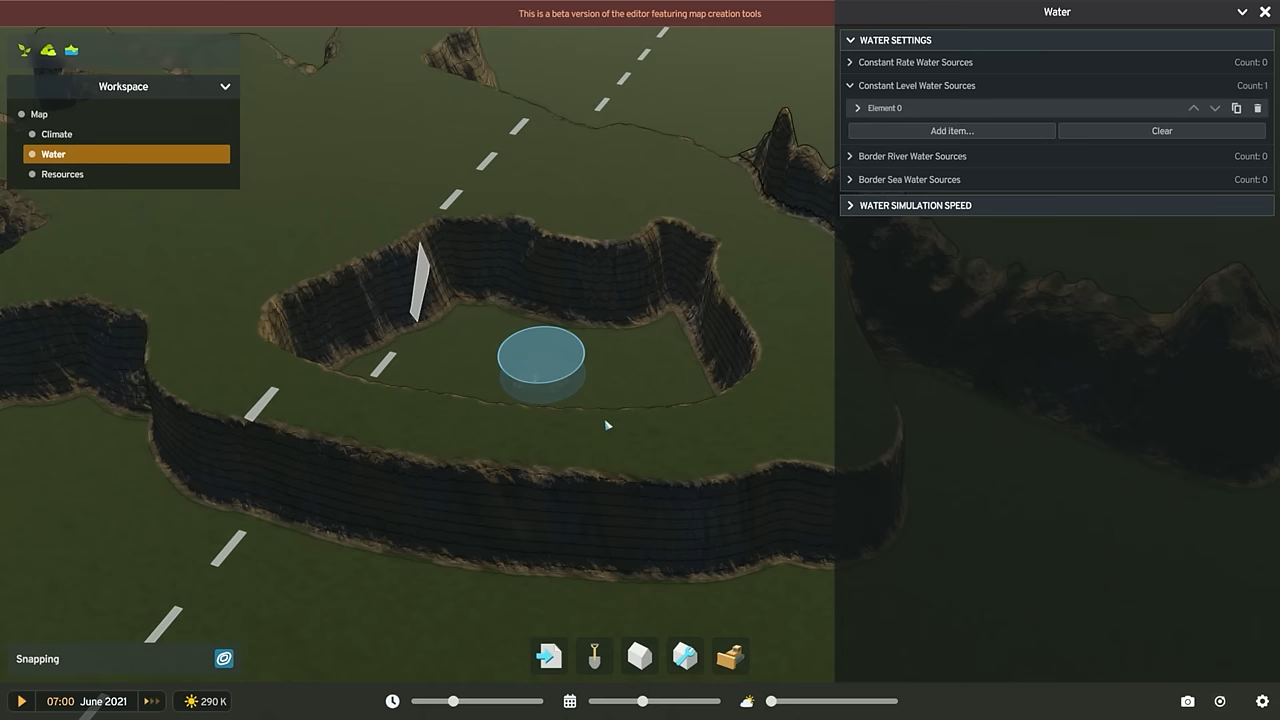 This is a beta version of the editor featuring map creation tools
Water
Workspace
Map
Climate
Water
Resources
WATER SETTINGS
Constant Rate Water Sources Count: 0
Constant Level Water Sources Count: 1
Element 0
Add item... Clear
Border River Water Sources Count: 0
Border Sea Water Sources Count: 0
WATER SIMULATION SPEED
Snapping
07:00 June 2021 290 K